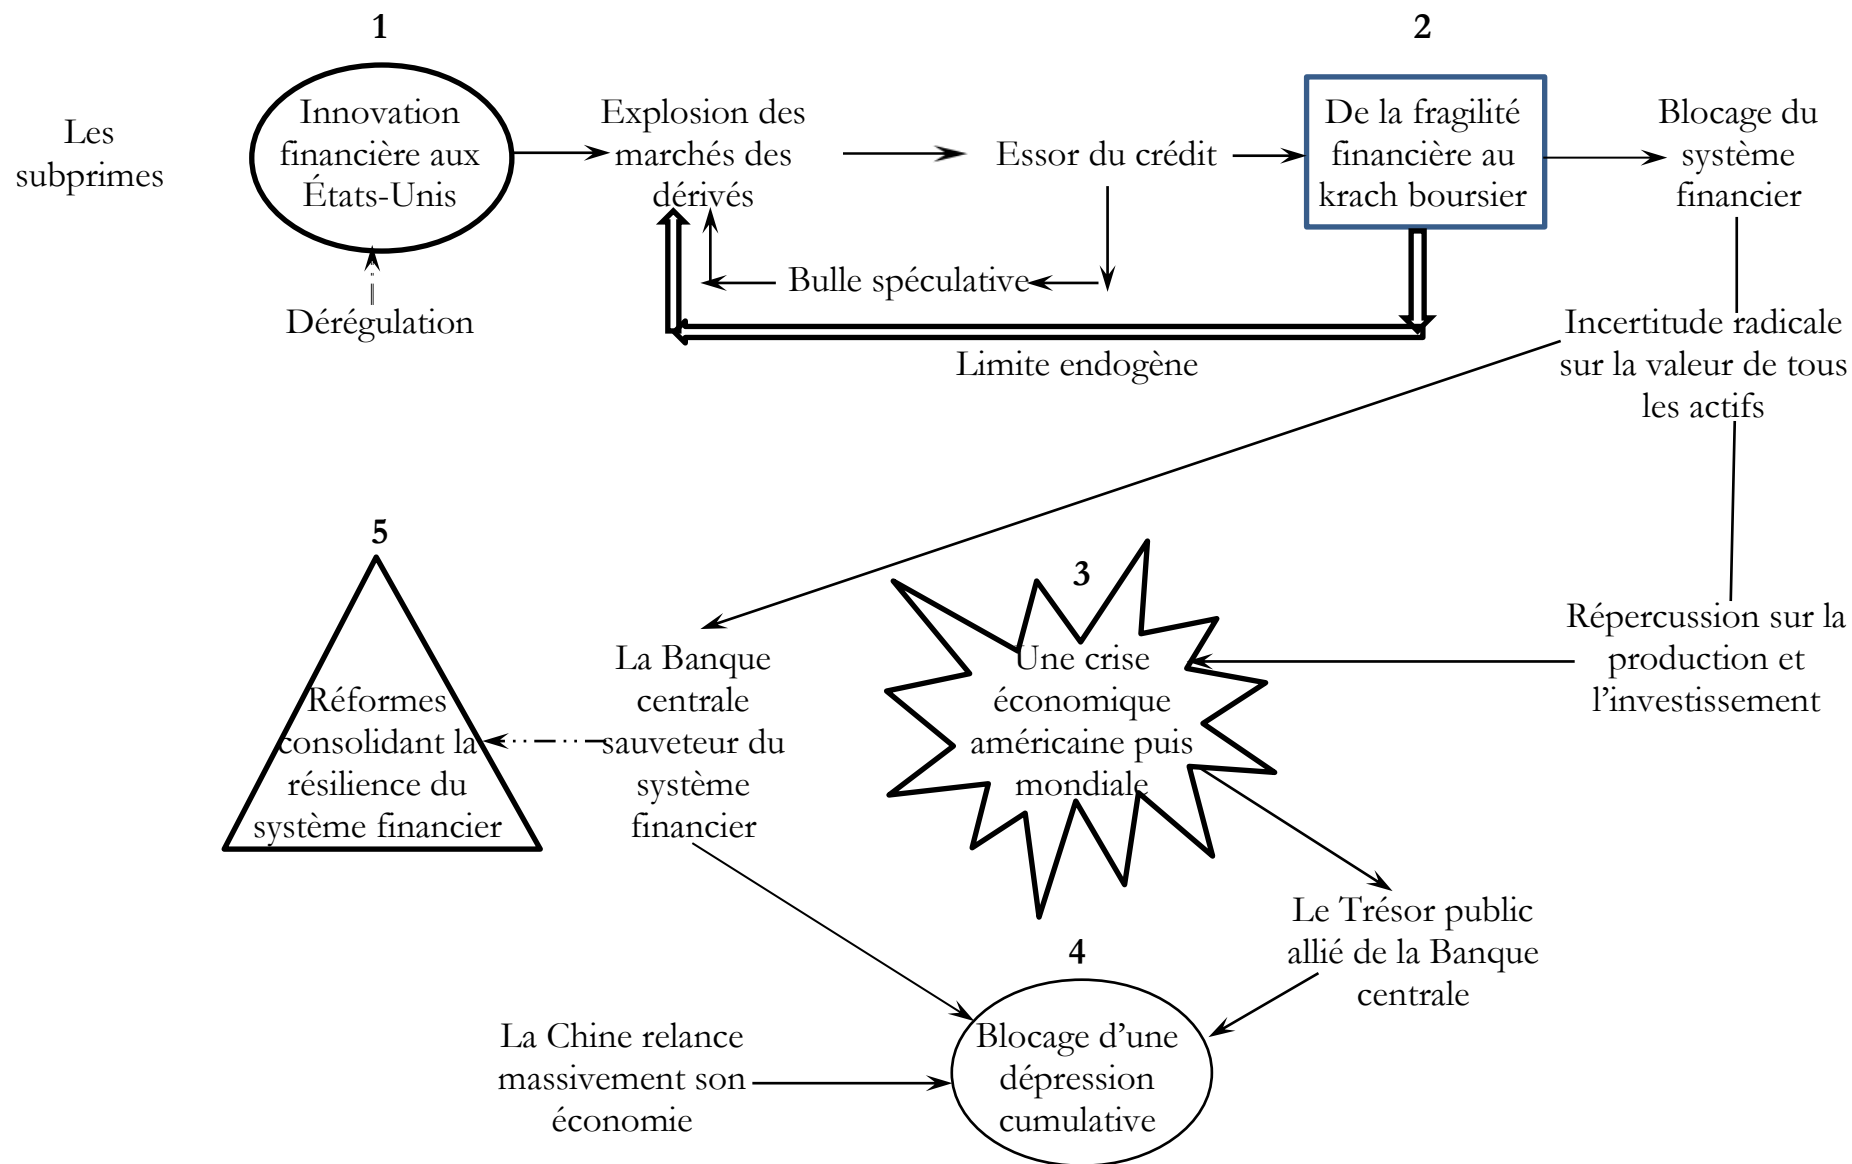 1
2
Les
subprimes
Innovation
financière aux
États-Unis
Explosion des
marchés des
dérivés
Essor du crédit
De la fragilité
financière au
krach boursier
Blocage du
système
financier
Dérégulation
Bulle spéculative
Limite endogène
Incertitude radicale
sur la valeur de tous
les actifs
5
Réformes
consolidant la
résilience du
système financier
La Banque
centrale
sauveteur du
système
financier
3
Une crise
économique
américaine puis
mondiale
Répercussion sur la
production et
l’investissement
Le Trésor public
allié de la Banque
centrale
4
La Chine relance
massivement son
économie
Blocage d’une
dépression
cumulative